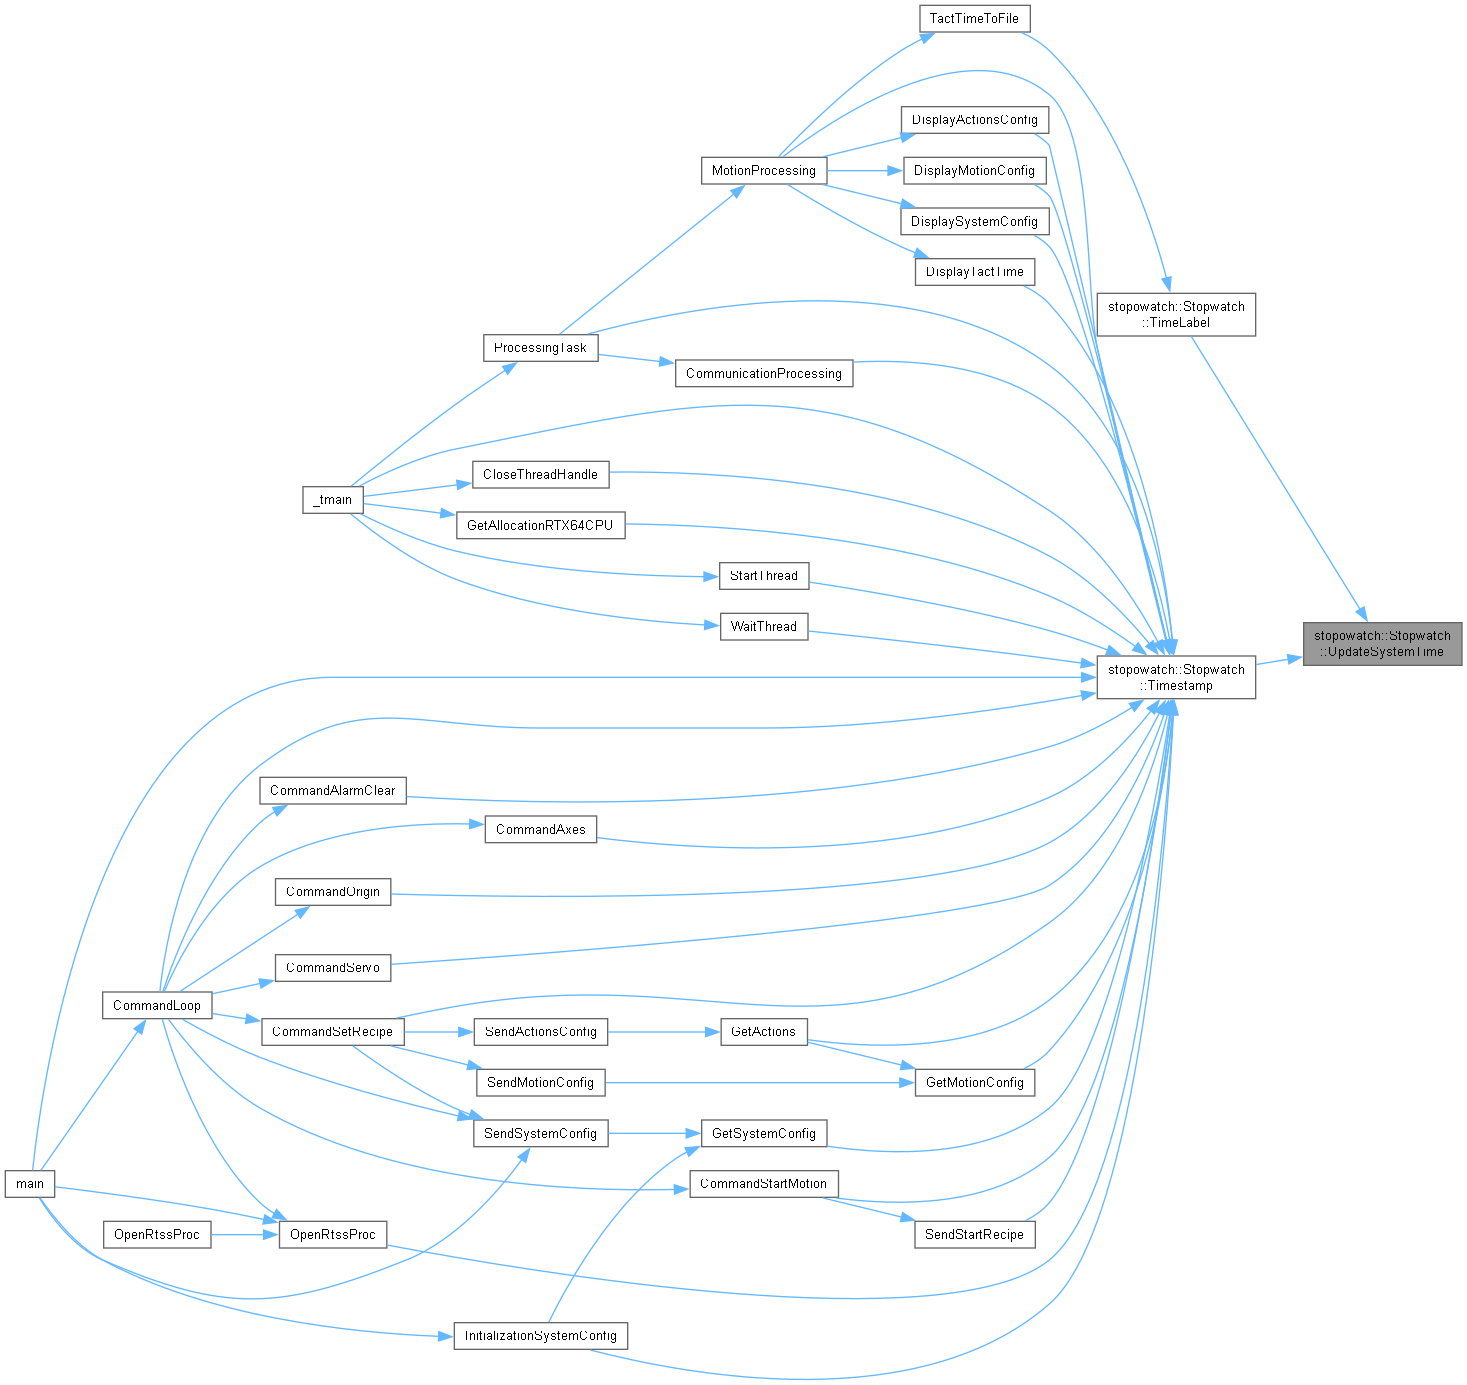 TactTimeToFile
DisplayActionsConfig
MotionProcessing
DisplayMotionConfig
DisplaySystemConfig
DisplayTactTime
stopowatch::Stopwatch
::TimeLabel
ProcessingTask
CommunicationProcessing
CloseThreadHandle
_tmain
GetAllocationRTX64CPU
StartThread
WaitThread
stopowatch::Stopwatch
::UpdateSystemTime
stopowatch::Stopwatch
::Timestamp
CommandAlarmClear
CommandAxes
CommandOrigin
CommandServo
CommandLoop
CommandSetRecipe
SendActionsConfig
GetActions
SendMotionConfig
GetMotionConfig
SendSystemConfig
GetSystemConfig
main
CommandStartMotion
OpenRtssProc
OpenRtssProc
SendStartRecipe
InitializationSystemConfig